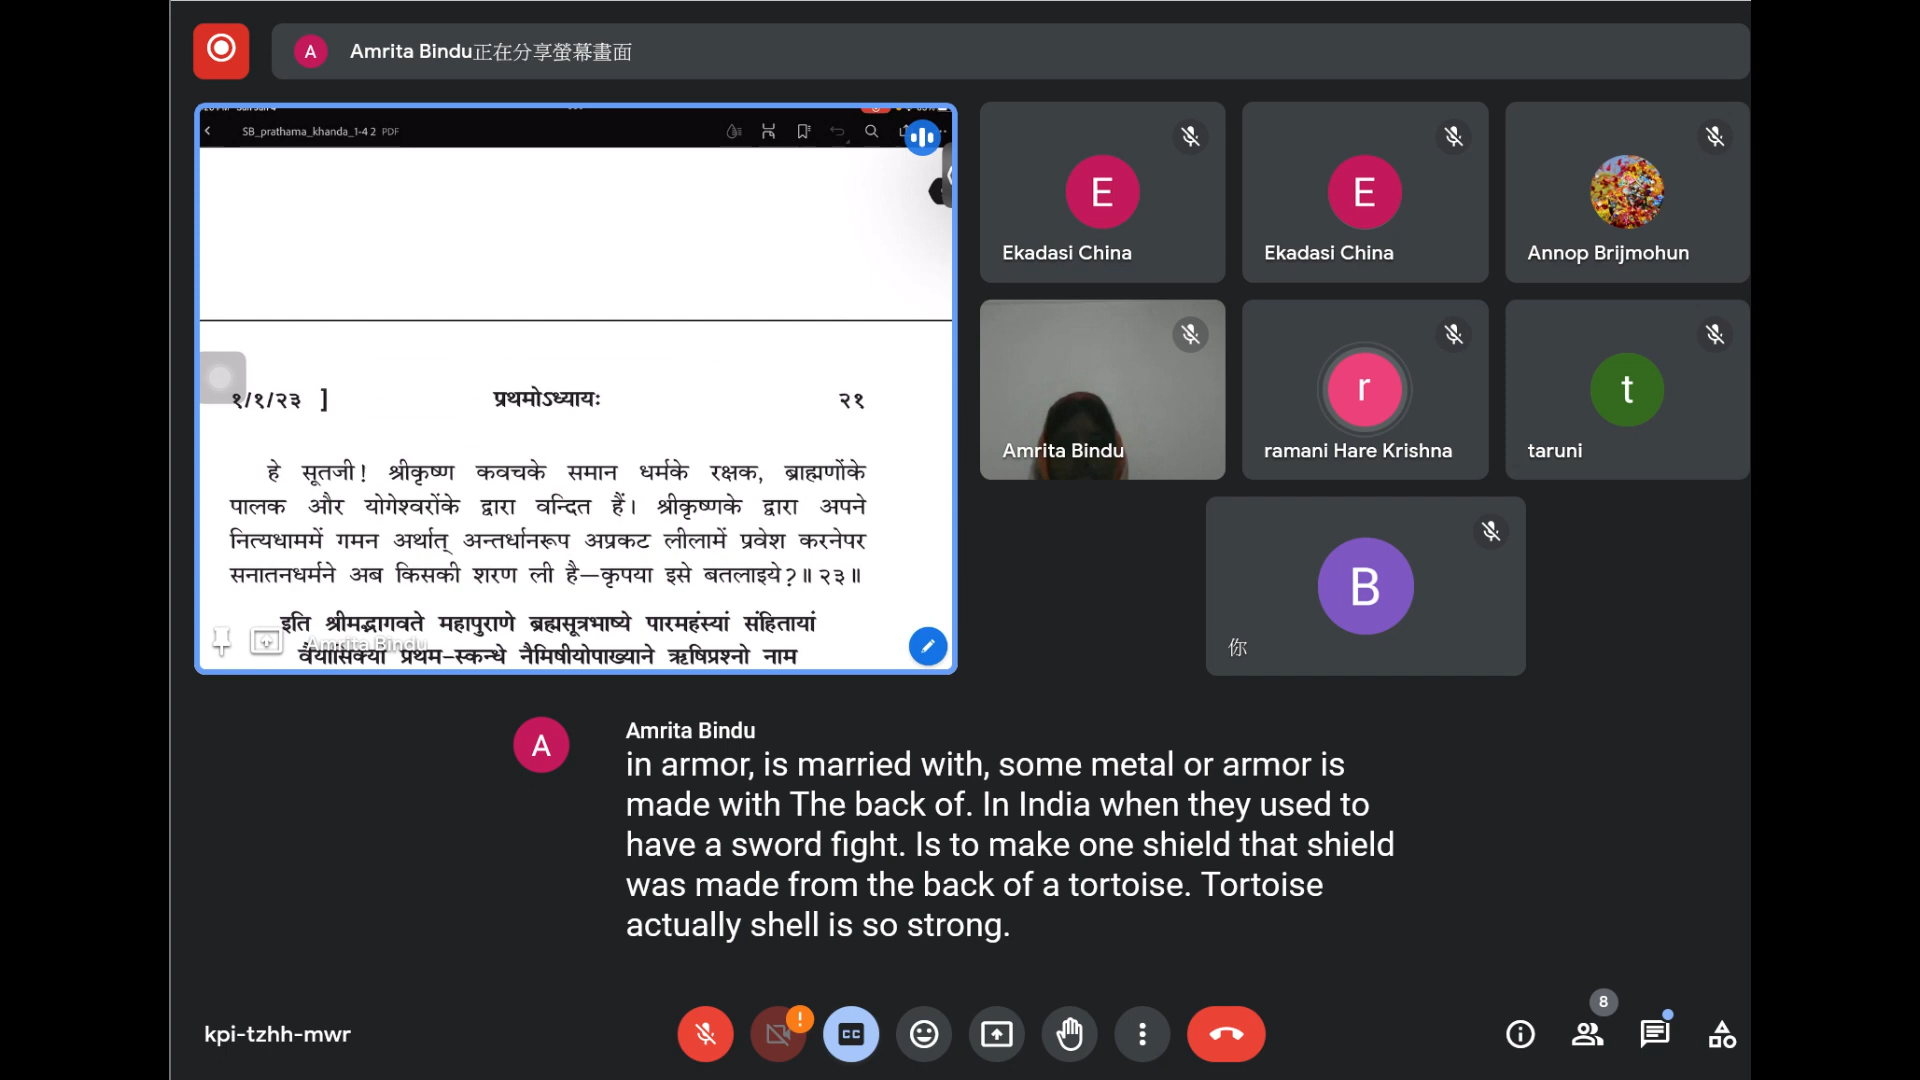 A Amrita Bindu正在分享螢幕畫面
SB_prathama_khanda_1-4 2 PDF
१/१/२३ ] प्रथमोऽध्यायः २१
हे सूतजी! श्रीकृष्ण कवचके समान धर्मके रक्षक, ब्राह्मणोंके
पालक और योगेश्वरोंके द्वारा वन्दित हैं। श्रीकृष्णके द्वारा अपने
नित्यधाममें गमन अर्थात् अन्तर्धानरूप अप्रकट लीलामें प्रवेश करनेपर
सनातनधर्मने अब किसकी शरण ली है—कृपया इसे बतलाइये?॥२३॥
इति श्रीमद्भागवते महापुराणे ब्रह्मसूत्रभाष्ये पारमहंस्यां संहितायां
वैयासिक्यां प्रथम-स्कन्धे नैमिषीयोपाख्याने ऋषिप्रश्नो नाम
Amrita Bindu
E
Ekadasi China
E
Ekadasi China
Annop Brijmohun
Amrita Bindu
r
ramani Hare Krishna
t
taruni
B
你
A
Amrita Bindu
in armor, is married with, some metal or armor is
made with The back of. In India when they used to
have a sword fight. Is to make one shield that shield
was made from the back of a tortoise. Tortoise
actually shell is so strong.
kpi-tzhh-mwr
!
CC
8